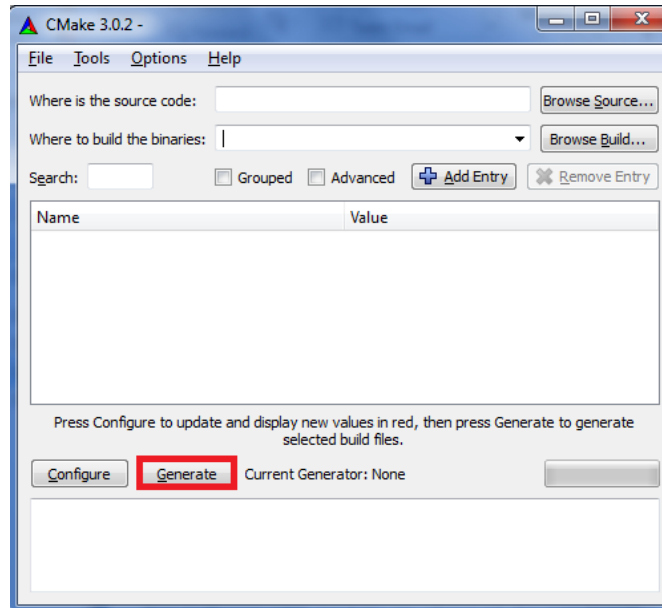 CMake 3.0.2 -
File Tools Options Help
Where is the source code: Browse Source...
Where to build the binaries: Browse Build...
Search: Grouped Advanced Add Entry Remove Entry
Name Value
Press Configure to update and display new values in red, then press Generate to generate
selected build files.
Configure Generate Current Generator: None